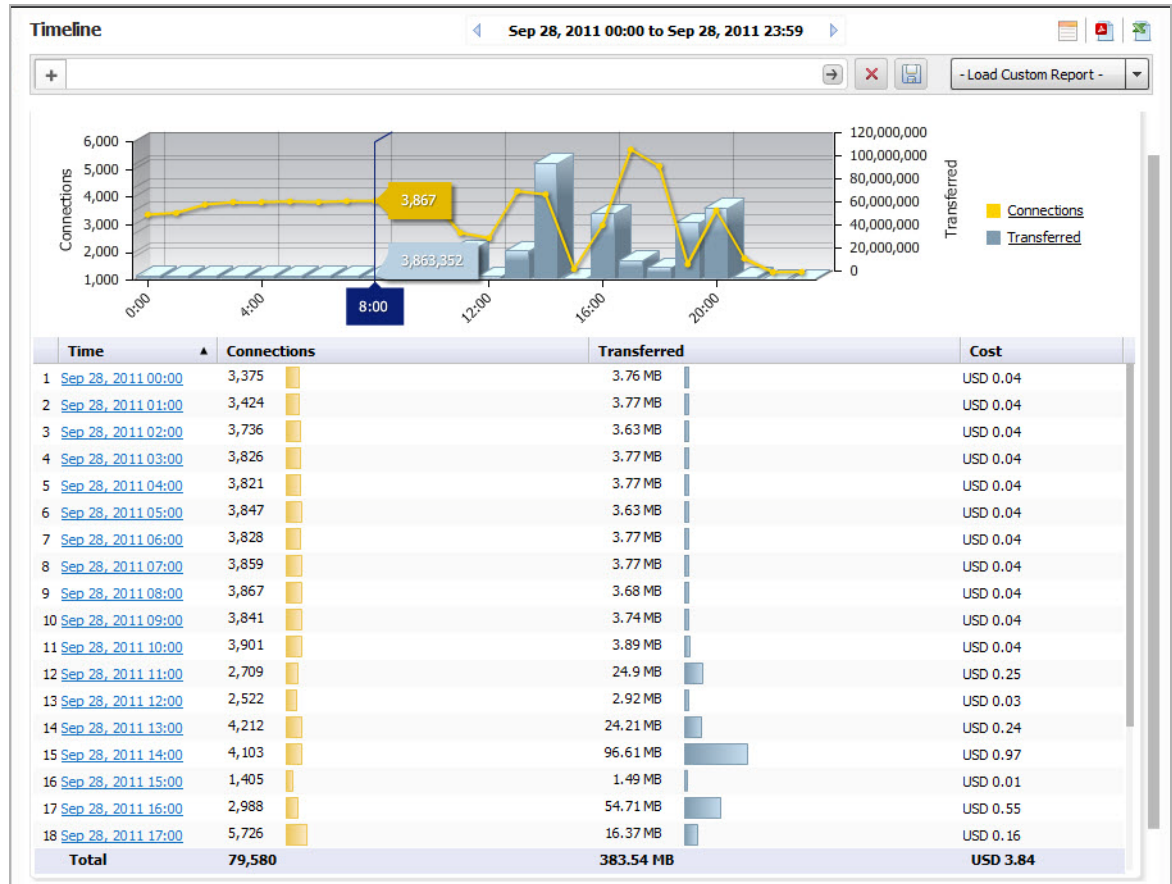 Timeline
Sep 28, 2011 00:00 to Sep 28, 2011 23:59
+
- Load Custom Report -
6,000
5,000
4,000
3,000
2,000
1,000
Connections
3,867
3,863,352
120,000,000
100,000,000
80,000,000
60,000,000
40,000,000
20,000,000
0
Transferred
Connections
Transferred
0:00
4:00
8:00
12:00
16:00
20:00
Time Connections Transferred Cost
1 Sep 28, 2011 00:00 3,375 3.76 MB USD 0.04
2 Sep 28, 2011 01:00 3,424 3.77 MB USD 0.04
3 Sep 28, 2011 02:00 3,736 3.63 MB USD 0.04
4 Sep 28, 2011 03:00 3,826 3.77 MB USD 0.04
5 Sep 28, 2011 04:00 3,821 3.77 MB USD 0.04
6 Sep 28, 2011 05:00 3,847 3.63 MB USD 0.04
7 Sep 28, 2011 06:00 3,828 3.77 MB USD 0.04
8 Sep 28, 2011 07:00 3,859 3.77 MB USD 0.04
9 Sep 28, 2011 08:00 3,867 3.68 MB USD 0.04
10 Sep 28, 2011 09:00 3,841 3.74 MB USD 0.04
11 Sep 28, 2011 10:00 3,901 3.89 MB USD 0.04
12 Sep 28, 2011 11:00 2,709 24.9 MB USD 0.25
13 Sep 28, 2011 12:00 2,522 2.92 MB USD 0.03
14 Sep 28, 2011 13:00 4,212 24.21 MB USD 0.24
15 Sep 28, 2011 14:00 4,103 96.61 MB USD 0.97
16 Sep 28, 2011 15:00 1,405 1.49 MB USD 0.01
17 Sep 28, 2011 16:00 2,988 54.71 MB USD 0.55
18 Sep 28, 2011 17:00 5,726 16.37 MB USD 0.16
Total 79,580 383.54 MB USD 3.84